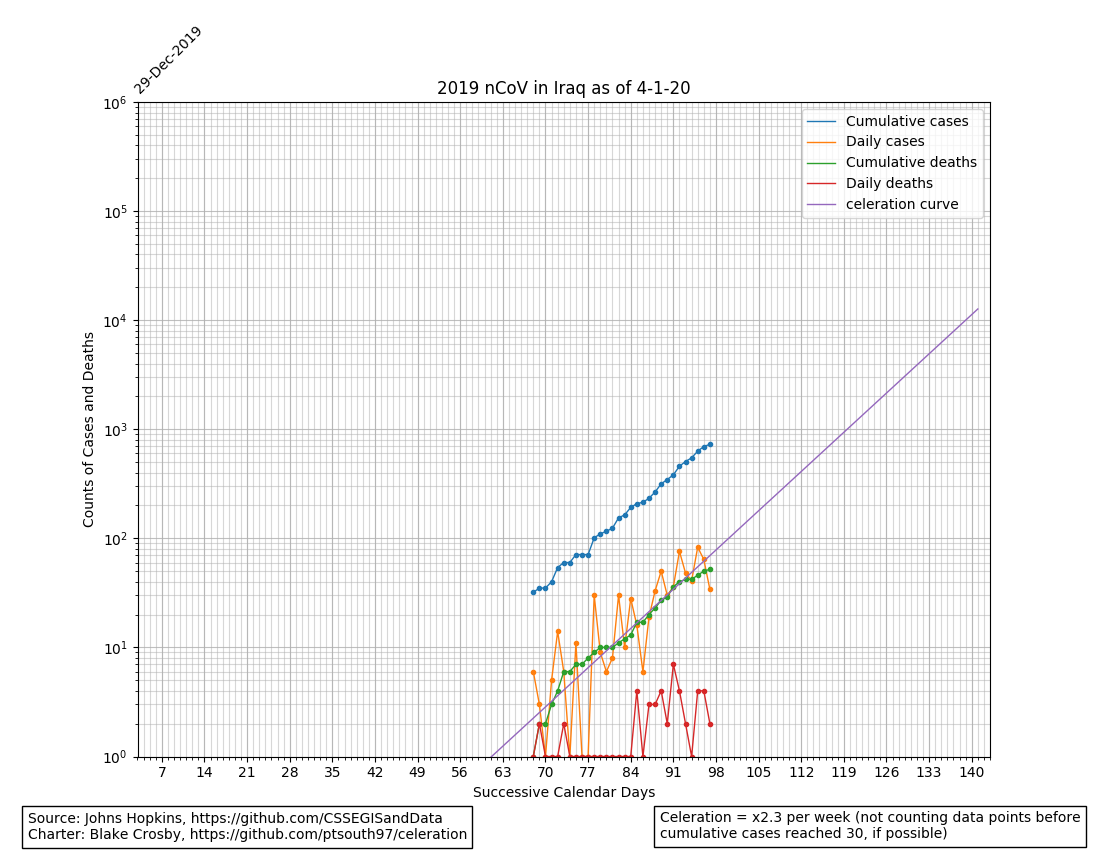 29-Dec-2019
2019 nCoV in Iraq as of 4-1-20
Cumulative cases
Daily cases
Cumulative deaths
Daily deaths
celeration curve
Counts of Cases and Deaths
10^6
10^5
10^4
10^3
10^2
10^1
10^0
7 14 21 28 35 42 49 56 63 70 77 84 91 98 105 112 119 126 133 140
Successive Calendar Days
Source: Johns Hopkins, https://github.com/CSSEGISandData
Charter: Blake Crosby, https://github.com/ptsouth97/celeration
Celeration = x2.3 per week (not counting data points before
cumulative cases reached 30, if possible)